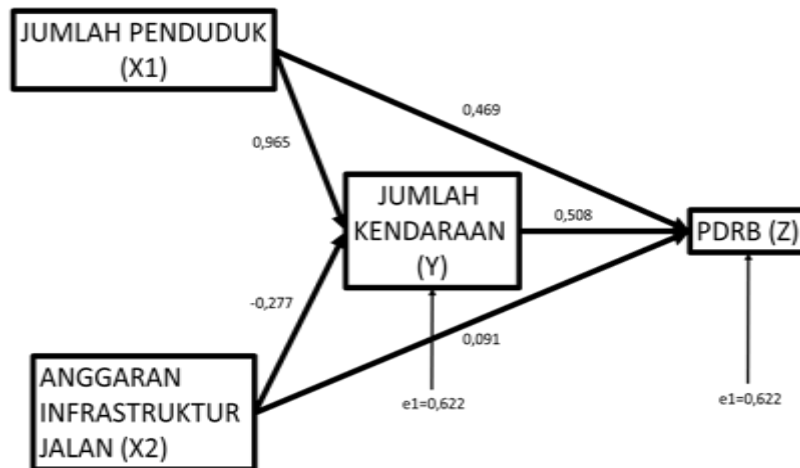 JUMLAH PENDUDUK
(X1)
0,469
0,965
JUMLAH
KENDARAAN
(Y)
0,508
PDRB (Z)
-0,277
0,091
ANGGARAN
INFRASTRUKTUR
JALAN (X2)
e1=0,622
e1=0,622